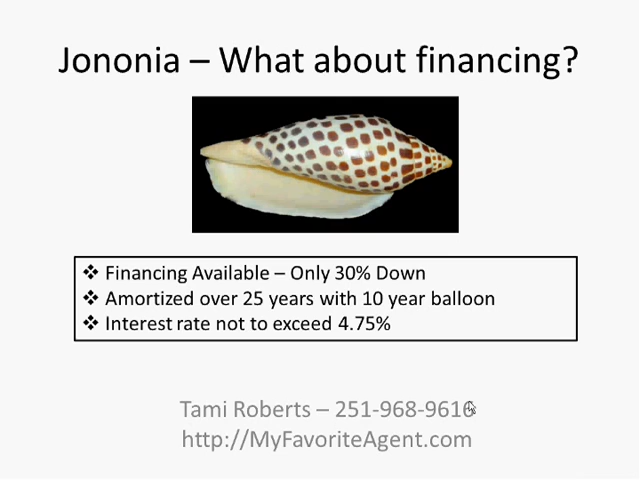 Jononia – What about financing?
❖ Financing Available – Only 30% Down
❖ Amortized over 25 years with 10 year balloon
❖ Interest rate not to exceed 4.75%
Tami Roberts – 251-968-9616
http://MyFavoriteAgent.com